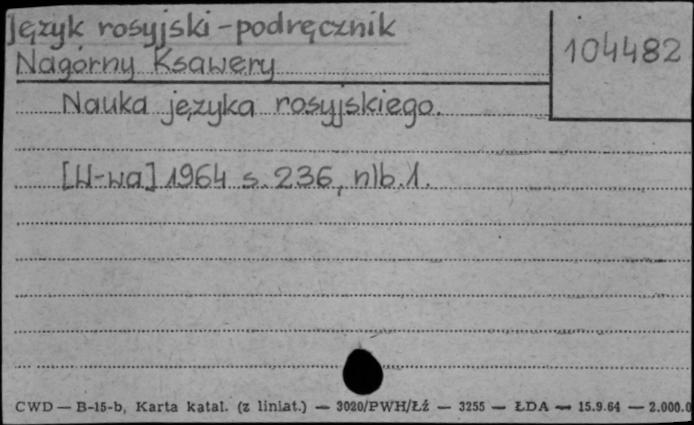 Język rosyjski - podręcznik
104482
Nagórny Ksawery
Nauka języka rosyjskiego.
[W-wa] 1964 s. 236, nlb. 1.
CWD — B-15-b, Karta katal. (z liniat.) — 3020/PWH/Łź — 3255 — ŁDA — 15.9.64 — 2.000.0